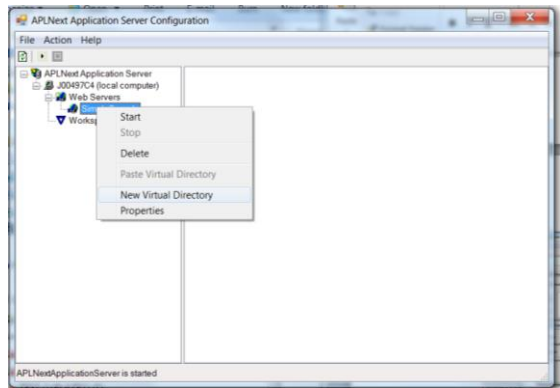 APLNext Application Server Configuration
File Action Help
APLNext Application Server
J00497C4 (local computer)
Web Servers
Start
Stop
Delete
Paste Virtual Directory
New Virtual Directory
Properties
APLNextApplicationServer is started